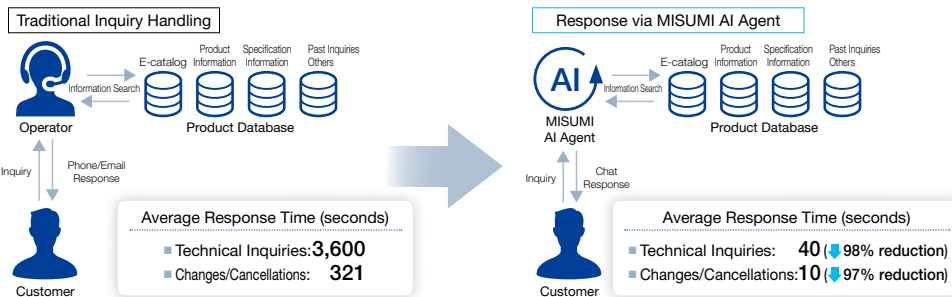 Traditional Inquiry Handling
E-catalog
Product
Information
Specification
Information
Past Inquiries
Others
Information Search
Operator
Product Database
Inquiry
Phone/Email
Response
Customer
Average Response Time (seconds)
Technical Inquiries:3,600
Changes/Cancellations: 321
Response via MISUMI AI Agent
AI
E-catalog
Product
Information
Specification
Information
Past Inquiries
Others
Information Search
MISUMI
AI Agent
Product Database
Inquiry
Chat
Response
Customer
Average Response Time (seconds)
Technical Inquiries: 40 (98% reduction)
Changes/Cancellations:10 (97% reduction)